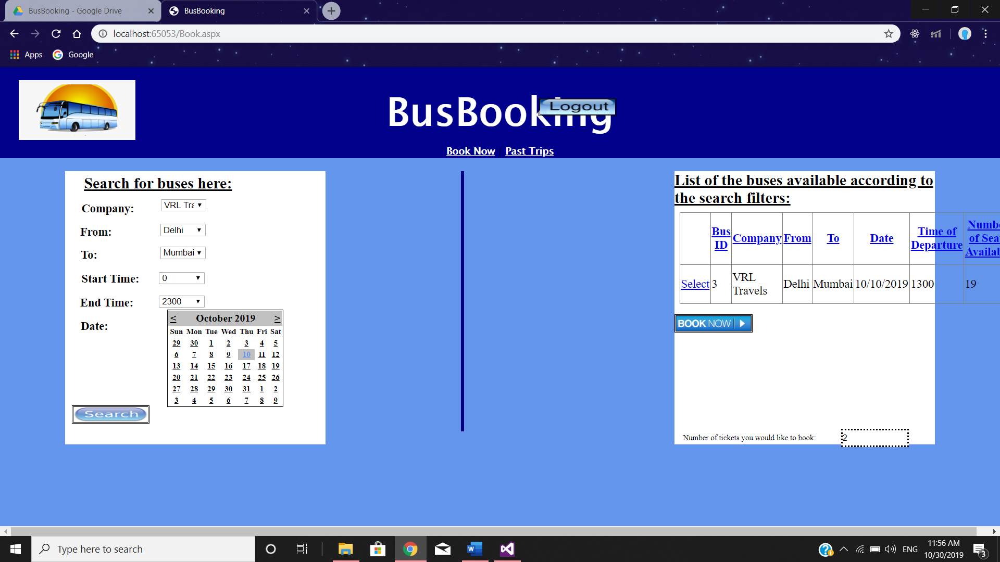 BusBooking - Google Drive
BusBooking
localhost:65053/Book.aspx
Apps
Google
BusBooking
Logout
Book Now
Past Trips
Search for buses here:
Company:
VRL Tra
From:
Delhi
To:
Mumbai
Start Time:
0
End Time:
2300
Date:
< October 2019 >
Sun Mon Tue Wed Thu Fri Sat
29 30 1 2 3 4 5
6 7 8 9 10 11 12
13 14 15 16 17 18 19
20 21 22 23 24 25 26
27 28 29 30 31 1 2
3 4 5 6 7 8 9
Search
List of the buses available according to
the search filters:
Bus ID Company From To Date Time of Departure Numbe of Sea Availab
Select 3 VRL Travels Delhi Mumbai 10/10/2019 1300 19
BOOK NOW
Number of tickets you would like to book:
2
Type here to search
ENG
11:56 AM
10/30/2019
3